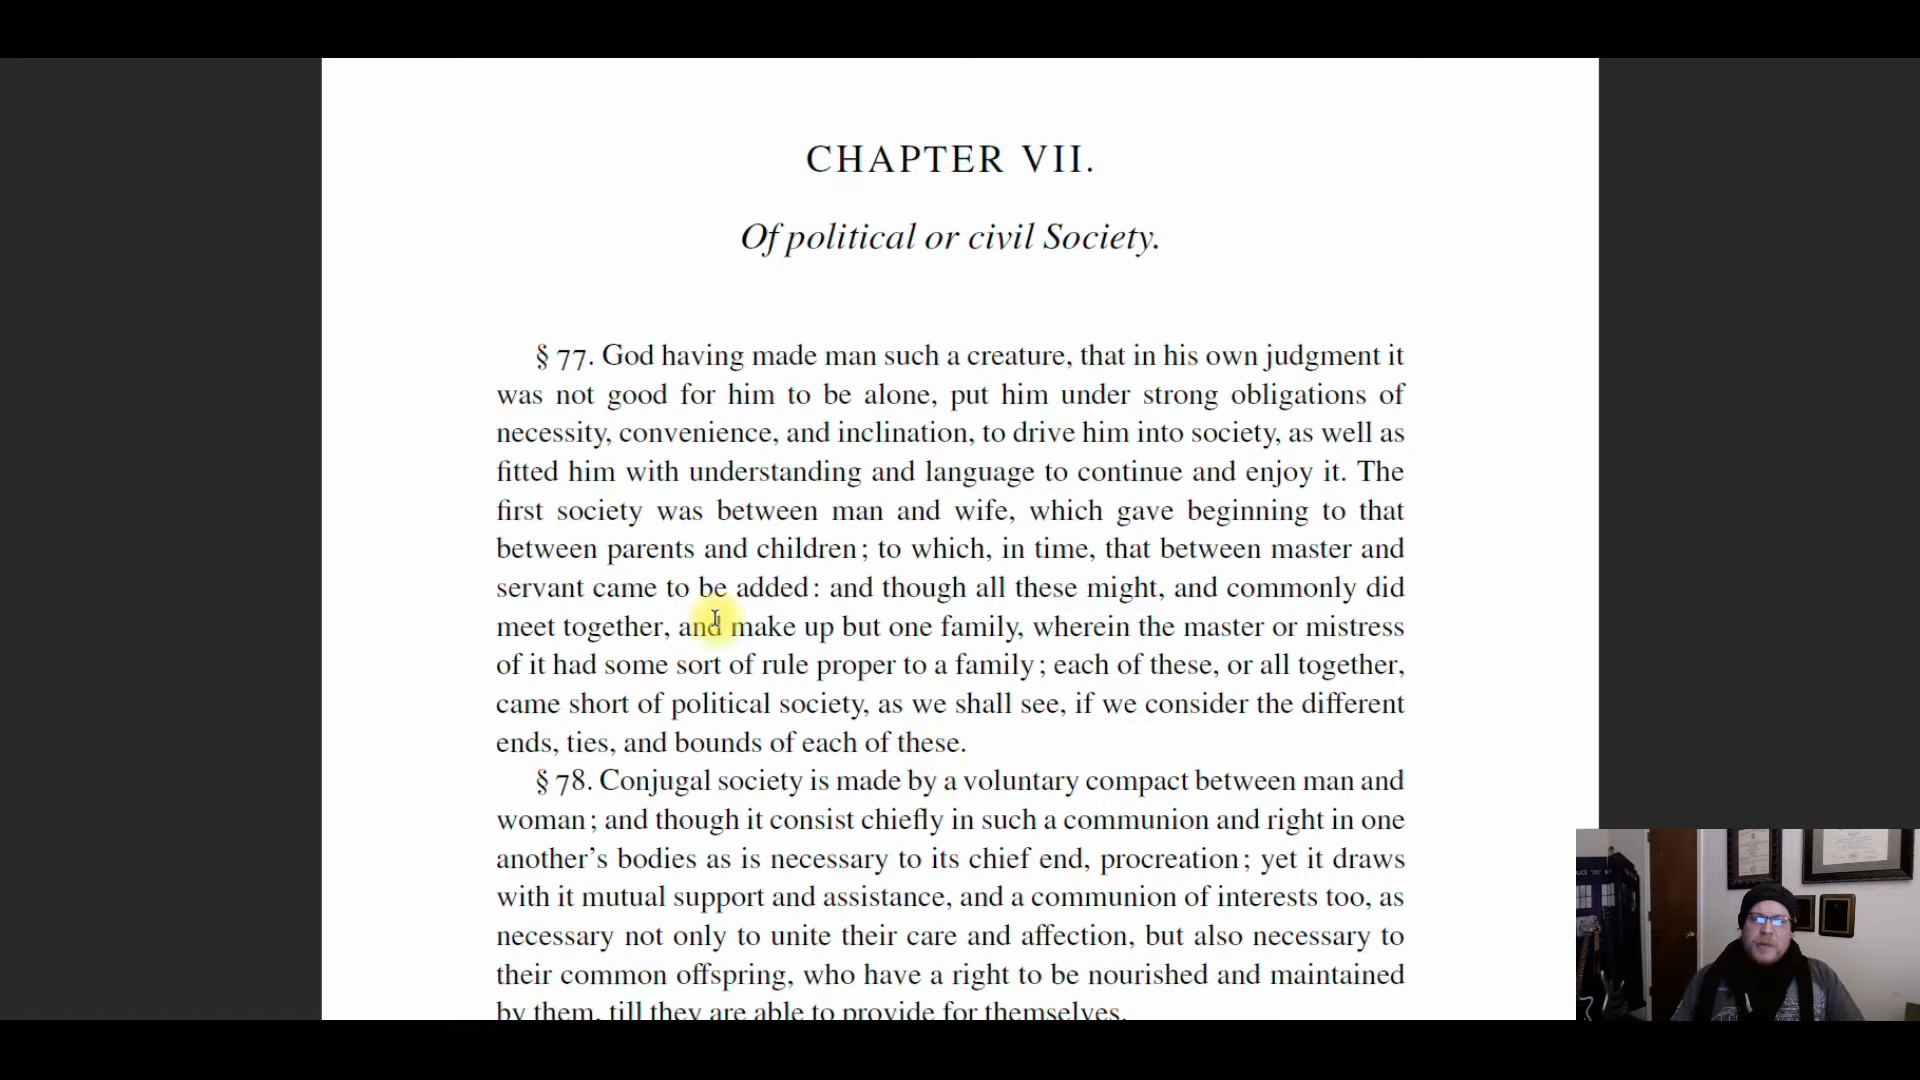 CHAPTER VII.
Of political or civil Society.
§ 77. God having made man such a creature, that in his own judgment it
was not good for him to be alone, put him under strong obligations of
necessity, convenience, and inclination, to drive him into society, as well as
fitted him with understanding and language to continue and enjoy it. The
first society was between man and wife, which gave beginning to that
between parents and children; to which, in time, that between master and
servant came to be added: and though all these might, and commonly did
meet together, and make up but one family, wherein the master or mistress
of it had some sort of rule proper to a family; each of these, or all together,
came short of political society, as we shall see, if we consider the different
ends, ties, and bounds of each of these.
§ 78. Conjugal society is made by a voluntary compact between man and
woman; and though it consist chiefly in such a communion and right in one
another’s bodies as is necessary to its chief end, procreation; yet it draws
with it mutual support and assistance, and a communion of interests too, as
necessary not only to unite their care and affection, but also necessary to
their common offspring, who have a right to be nourished and maintained
by them, till they are able to provide for themselves.